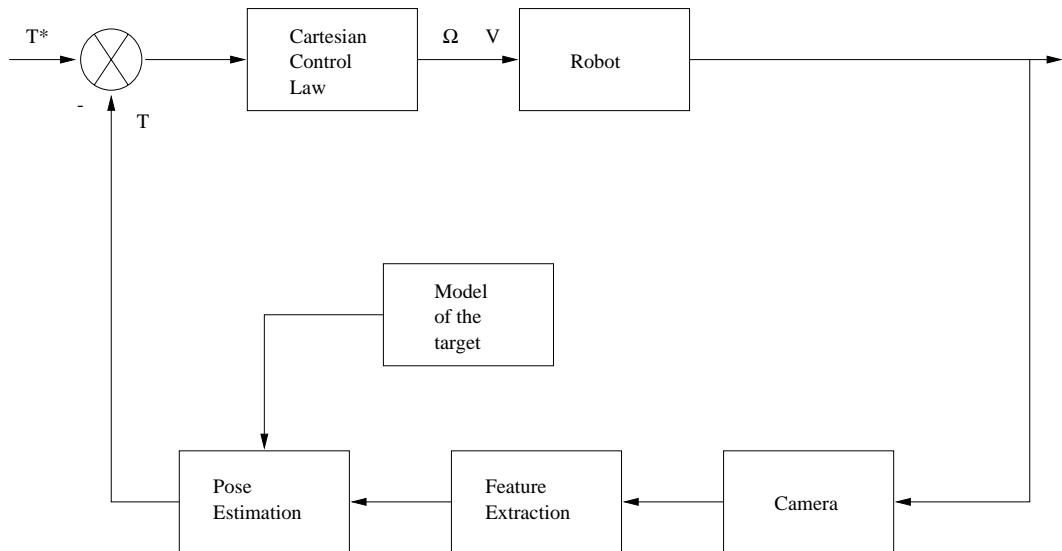 T*
-
T
Cartesian
Control
Law
Ω V
Robot
Model
of the
target
Pose
Estimation
Feature
Extraction
Camera